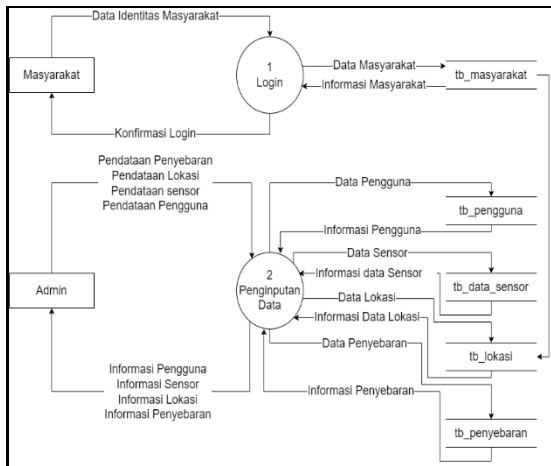 Data Identitas Masyarakat
Masyarakat
1
Login
Data Masyarakat
Informasi Masyarakat
tb_masyarakat
Konfirmasi Login
Pendataan Penyebaran
Pendataan Lokasi
Pendataan sensor
Pendataan Pengguna
Data Pengguna
tb_pengguna
Informasi Pengguna
Data Sensor
Informasi data Sensor
tb_data_sensor
Admin
2
Penginputan
Data
Data Lokasi
Informasi Data Lokasi
Data Penyebaran
tb_lokasi
Informasi Pengguna
Informasi Sensor
Informasi Lokasi
Informasi Penyebaran
Informasi Penyebaran
tb_penyebaran